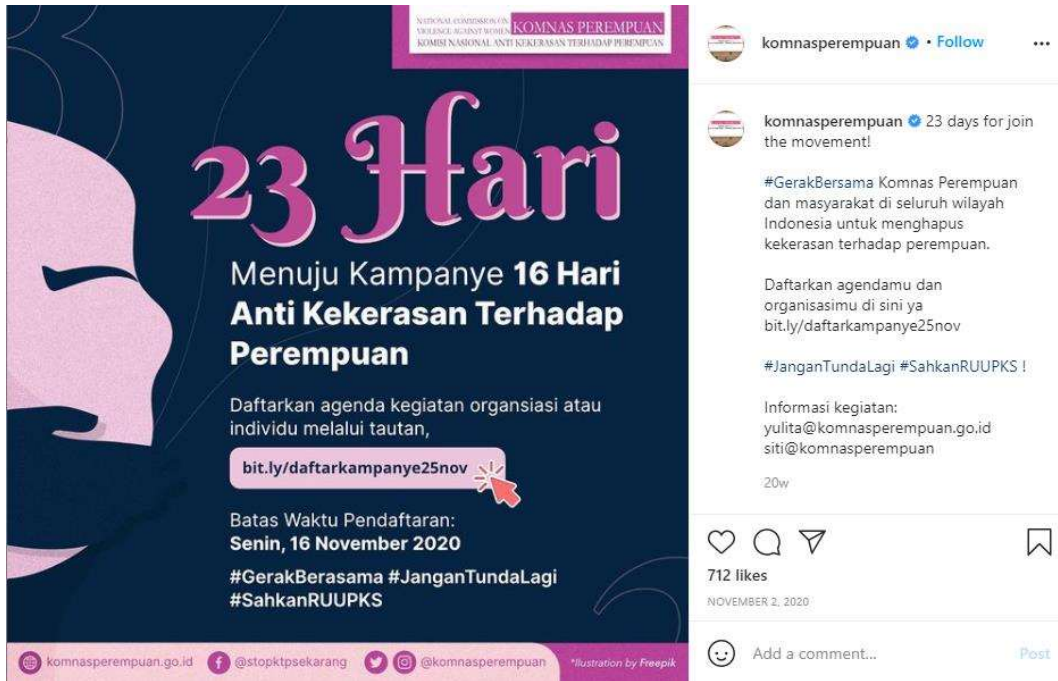 NATIONAL COMMISSION ON
VIOLENCE AGAINST WOMEN
KOMNAS PEREMPUAN
KOMISI NASIONAL ANTI KEKERASAN TERHADAP PEREMPUAN
23 Hari
Menuju Kampanye 16 Hari
Anti Kekerasan Terhadap
Perempuan
Daftarkan agenda kegiatan organsiasi atau
individu melalui tautan,
bit.ly/daftarkampanye25nov
Batas Waktu Pendaftaran:
Senin, 16 November 2020
#GerakBerasama #JanganTundaLagi
#SahkanRUUPKS
komnasperempuan.go.id @stopktpsekarang @komnasperempuan *Ilustration by Freepik
komnasperempuan • Follow
komnasperempuan 23 days for join
the movement!
#GerakBersama Komnas Perempuan
dan masyarakat di seluruh wilayah
Indonesia untuk menghapus
kekerasan terhadap perempuan.
Daftarkan agendamu dan
organisasimu di sini ya
bit.ly/daftarkampanye25nov
#JanganTundaLagi #SahkanRUUPKS !
Informasi kegiatan:
yulita@komnasperempuan.go.id
siti@komnasperempuan
20w
712 likes
NOVEMBER 2, 2020
Add a comment... Post